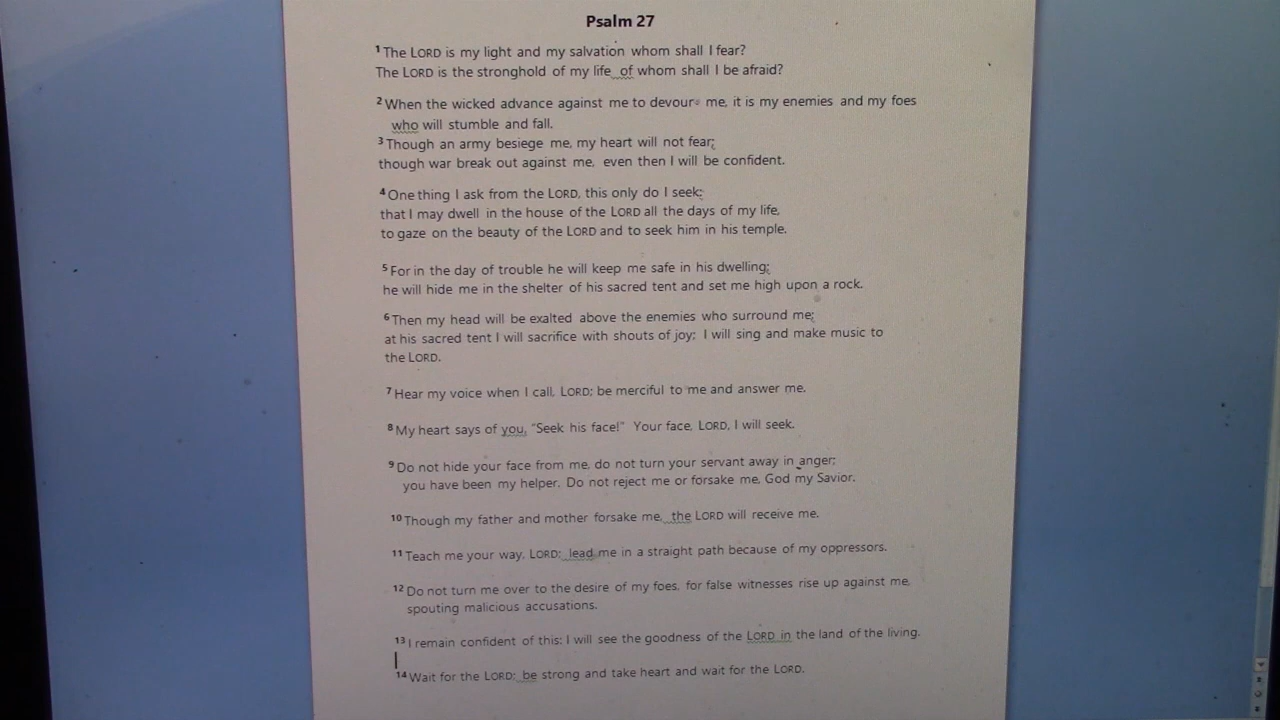 Psalm 27
1 The LORD is my light and my salvation whom shall I fear?
The LORD is the stronghold of my life of whom shall I be afraid?
2 When the wicked advance against me to devour me, it is my enemies and my foes
who will stumble and fall.
3 Though an army besiege me, my heart will not fear;
though war break out against me, even then I will be confident.
4 One thing I ask from the LORD, this only do I seek;
that I may dwell in the house of the LORD all the days of my life,
to gaze on the beauty of the LORD and to seek him in his temple.
5 For in the day of trouble he will keep me safe in his dwelling;
he will hide me in the shelter of his sacred tent and set me high upon a rock.
6 Then my head will be exalted above the enemies who surround me;
at his sacred tent I will sacrifice with shouts of joy; I will sing and make music to
the LORD.
7 Hear my voice when I call, LORD; be merciful to me and answer me.
8 My heart says of you, "Seek his face!" Your face, LORD, I will seek.
9 Do not hide your face from me, do not turn your servant away in anger;
you have been my helper. Do not reject me or forsake me, God my Savior.
10 Though my father and mother forsake me, the LORD will receive me.
11 Teach me your way, LORD; lead me in a straight path because of my oppressors.
12 Do not turn me over to the desire of my foes, for false witnesses rise up against me,
spouting malicious accusations.
13 I remain confident of this: I will see the goodness of the LORD in the land of the living.
14 Wait for the LORD; be strong and take heart and wait for the LORD.